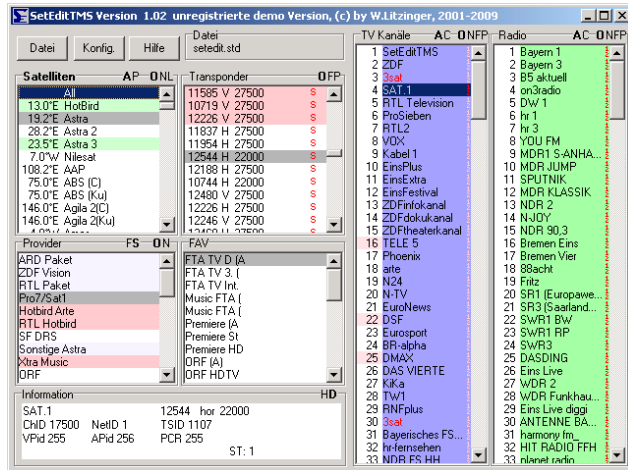 SetEditTMS Version 1.02 unregistrierte demo Version, (c) by W.Litzinger, 2001-2009
Datei Konfig. Hilfe
Datei
setedit.std
Satelliten AP ONL
All
13.0°E HotBird
19.2°E Astra
28.2°E Astra 2
23.5°E Astra 3
7.0°W Nilesat
108.2°E AAP
75.0°E ABS (C)
75.0°E ABS (Ku)
146.0°E Agila 2(C)
146.0°E Agila 2(Ku)
Transponder OFP
11585 V 27500 S
10719 V 27500 S
12226 V 27500 S
11837 H 27500 S
11954 H 27500 S
12544 H 22000 S
12188 H 27500 S
10744 H 22000 S
12480 V 27500 S
12226 H 27500 S
12246 V 27500 S
Provider FS ON
ARD Paket
ZDF Vision
RTL Paket
Pro7/Sat1
Hotbird Arte
RTL Hotbird
SF DRS
Sonstige Astra
Xtra Music
ORF
FAV
FTA TV D (A
FTA TV 3. (
FTA TV Int.
Music FTA (
Music FTA (
Premiere (A
Premiere St
Premiere HD
ORF (A)
ORF HDTV
Information HD
SAT.1 12544 hor 22000
ChID 17500 NetID 1 TSID 1107
VPid 255 APid 256 PCR 255
ST: 1
TV Kanäle AC ONFP
1 SetEditTMS
2 ZDF
3 3sat
4 SAT.1
5 RTL Television
6 ProSieben
7 RTL2
8 VOX
9 Kabel 1
10 EinsPlus
11 EinsExtra
12 EinsFestival
13 ZDFinfokanal
14 ZDFdokukanal
15 ZDFtheaterkanal
16 TELE 5
17 Phoenix
18 arte
19 N24
20 N-TV
21 EuroNews
22 DSF
23 Eurosport
24 BR-alpha
25 DMAX
26 DAS VIERTE
27 KiKa
28 TW1
29 RNFplus
30 3sat
31 Bayerisches FS...
32 hr-fernsehen
33 NDR FS HH
Radio AC ONFP
1 Bayern 1
2 Bayern 3
3 B5 aktuell
4 on3radio
5 DW 1
6 hr 1
7 hr 3
8 YOU FM
9 MDR1 S-ANHA...
10 MDR JUMP
11 SPUTNIK
12 MDR KLASSIK
13 NDR 2
14 N-JOY
15 NDR 90,3
16 Bremen Eins
17 Bremen Vier
18 88acht
19 Fritz
20 SR1 (Europawe...
21 SR3 (Saarland...
22 SWR1 BW
23 SWR1 RP
24 SWR3
25 DASDING
26 Eins Live
27 WDR 2
28 WDR Funkhau...
29 Eins Live diggi
30 ANTENNE BA...
31 harmony fm_
32 HIT RADIO FFH
33 planet radio